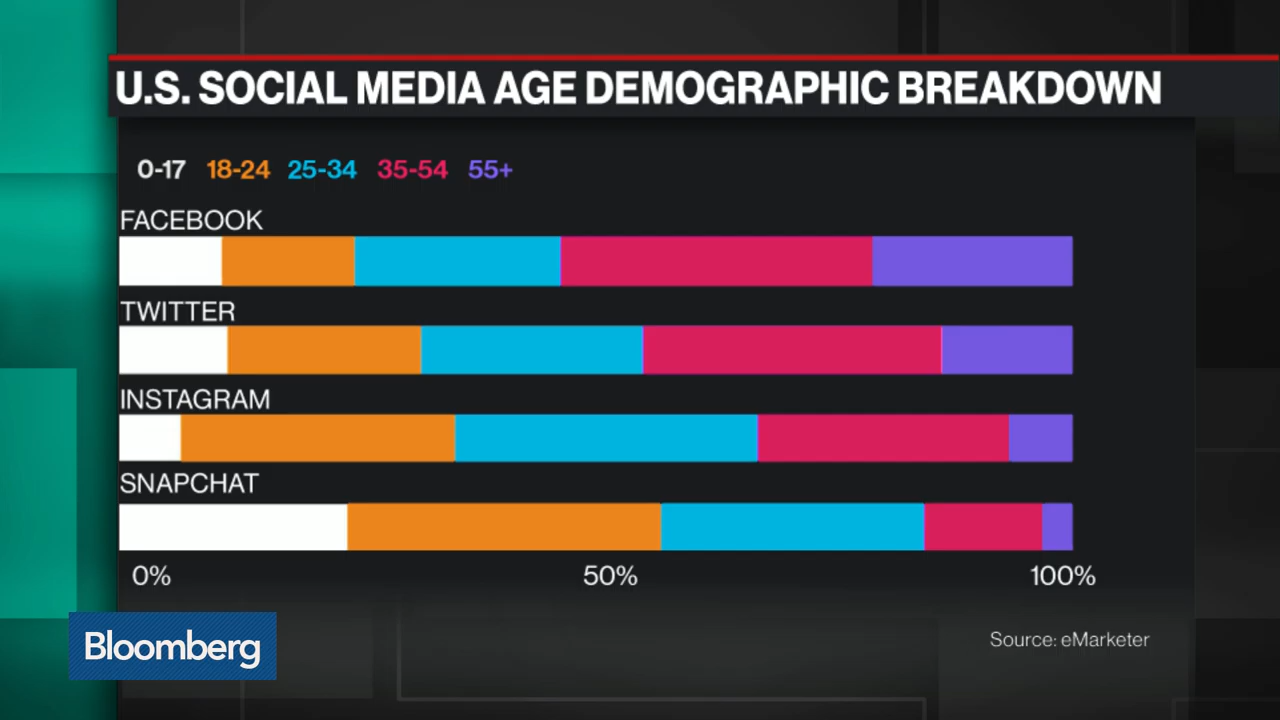 U.S. SOCIAL MEDIA AGE DEMOGRAPHIC BREAKDOWN
0-17 18-24 25-34 35-54 55+
FACEBOOK
TWITTER
INSTAGRAM
SNAPCHAT
0% 50% 100%
Source: eMarketer
Bloomberg